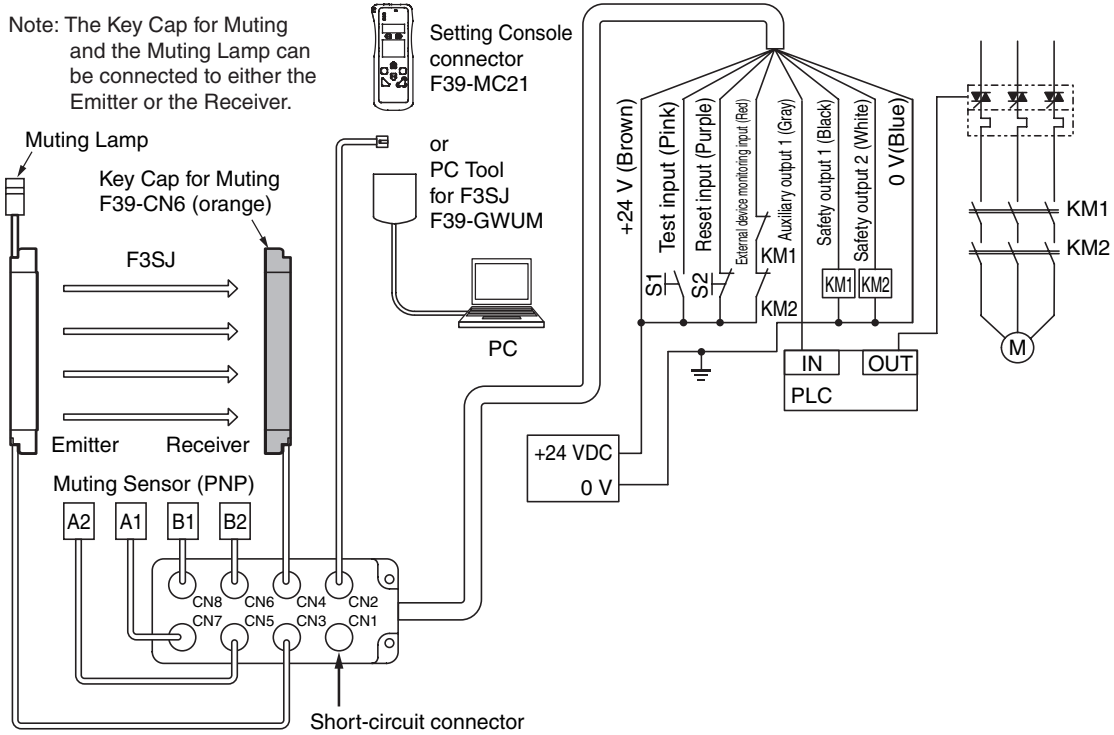 Note: The Key Cap for Muting
and the Muting Lamp can
be connected to either the
Emitter or the Receiver.
Setting Console
connector
F39-MC21
or
PC Tool
for F3SJ
F39-GWUM
PC
Muting Lamp
Key Cap for Muting
F39-CN6 (orange)
F3SJ
Emitter
Receiver
Muting Sensor (PNP)
A2
A1
B1
B2
CN8
CN6
CN4
CN2
CN7
CN5
CN3
CN1
Short-circuit connector
+24 V (Brown)
Test input (Pink)
Reset input (Purple)
External device monitoring input (Red)
Auxiliary output 1 (Gray)
Safety output 1 (Black)
Safety output 2 (White)
0 V(Blue)
S1
S2
KM1
KM2
KM1
KM2
IN
OUT
PLC
+24 VDC
0 V
KM1
KM2
M